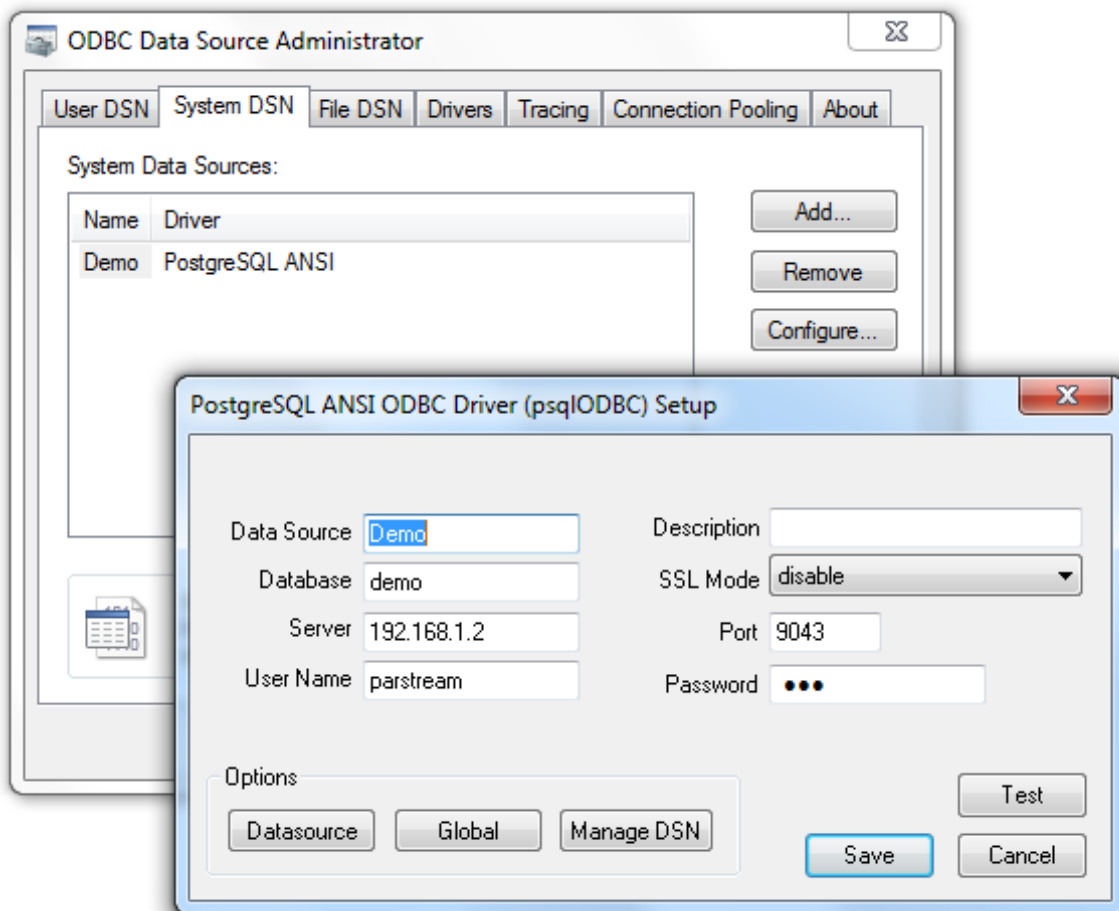 ODBC Data Source Administrator
User DSN System DSN File DSN Drivers Tracing Connection Pooling About
System Data Sources:
Name Driver
Demo PostgreSQL ANSI
Add...
Remove
Configure...
PostgreSQL ANSI ODBC Driver (psqlODBC) Setup
Data Source Demo Description
Database demo SSL Mode disable
Server 192.168.1.2 Port 9043
User Name parstream Password •••
Options
Datasource Global Manage DSN
Test
Save Cancel